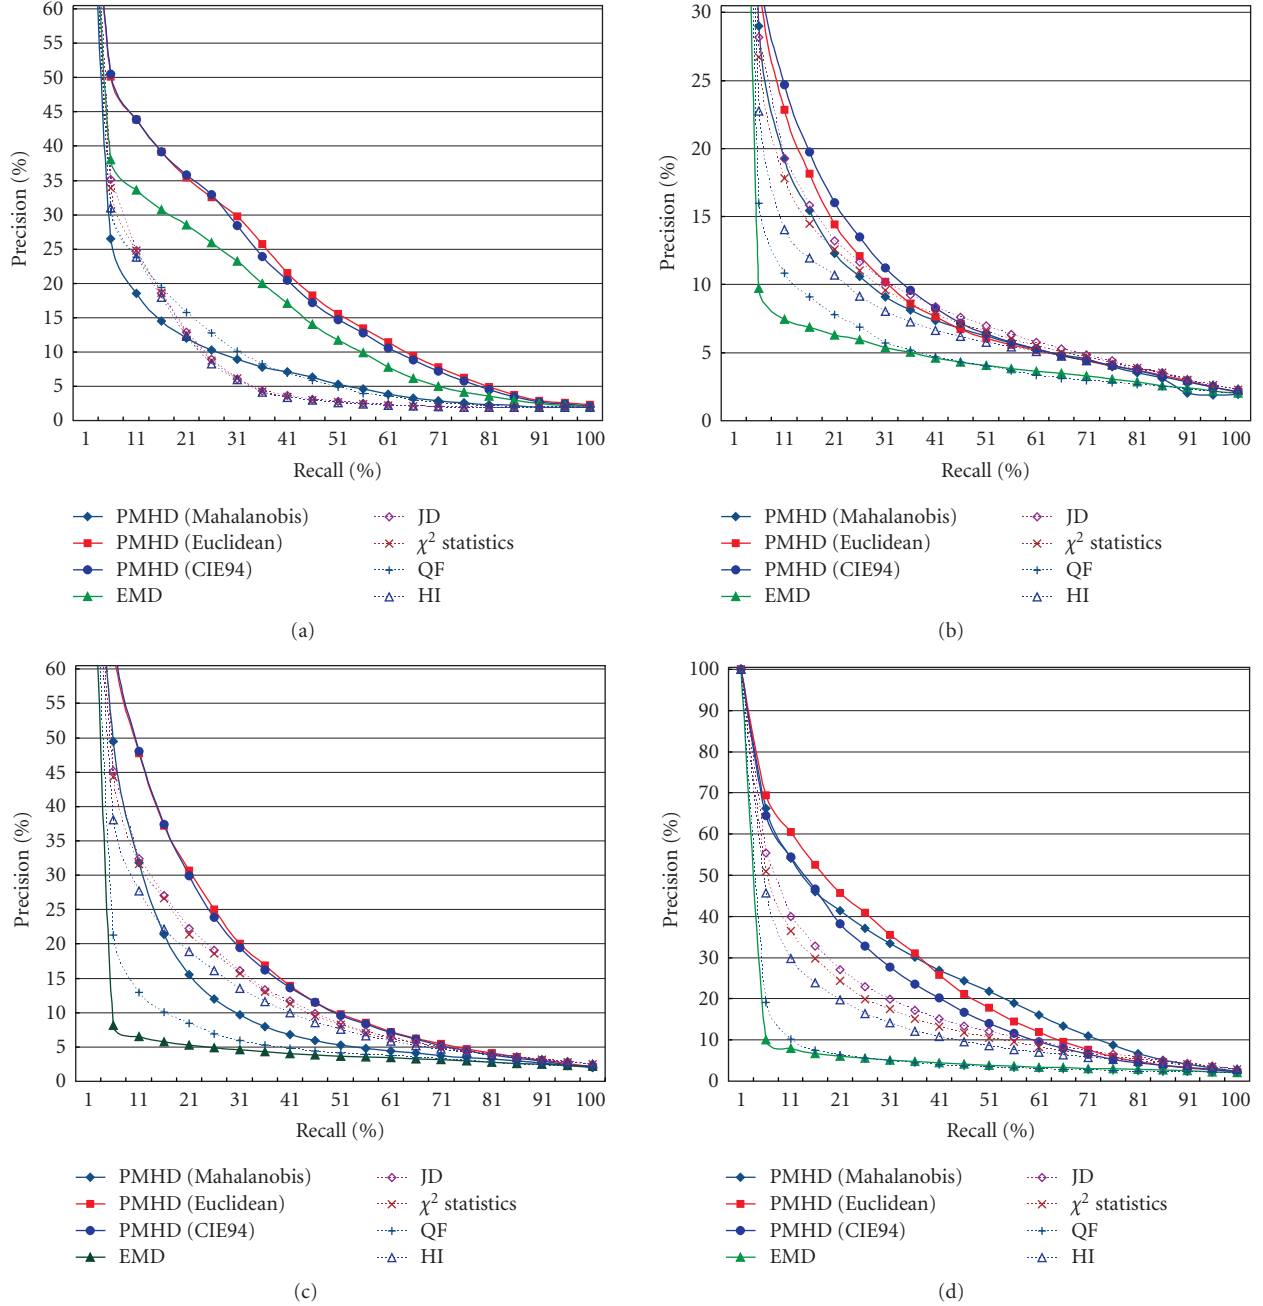 60
55
50
45
40
35
30
25
20
15
10
5
0
Precision (%)
1 11 21 31 41 51 61 71 81 91 100
Recall (%)
PMHD (Mahalanobis)
PMHD (Euclidean)
PMHD (CIE94)
EMD
JD
χ² statistics
QF
HI
(a)
30
25
20
15
10
5
0
Precision (%)
1 11 21 31 41 51 61 71 81 91 100
Recall (%)
PMHD (Mahalanobis)
PMHD (Euclidean)
PMHD (CIE94)
EMD
JD
χ² statistics
QF
HI
(b)
60
55
50
45
40
35
30
25
20
15
10
5
0
Precision (%)
1 11 21 31 41 51 61 71 81 91 100
Recall (%)
PMHD (Mahalanobis)
PMHD (Euclidean)
PMHD (CIE94)
EMD
JD
χ² statistics
QF
HI
(c)
100
90
80
70
60
50
40
30
20
10
0
Precision (%)
1 11 21 31 41 51 61 71 81 91 100
Recall (%)
PMHD (Mahalanobis)
PMHD (Euclidean)
PMHD (CIE94)
EMD
JD
χ² statistics
QF
HI
(d)